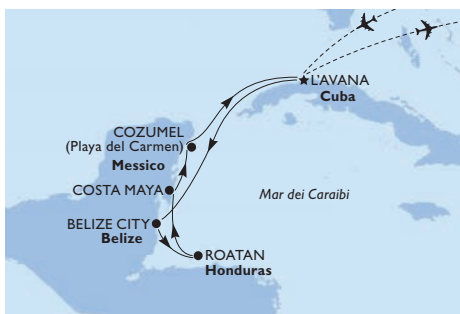 L'AVANA
Cuba
COZUMEL
(Playa del Carmen)
Messico
COSTA MAYA
Mar dei Caraibi
BELIZE CITY
Belize
ROATAN
Honduras